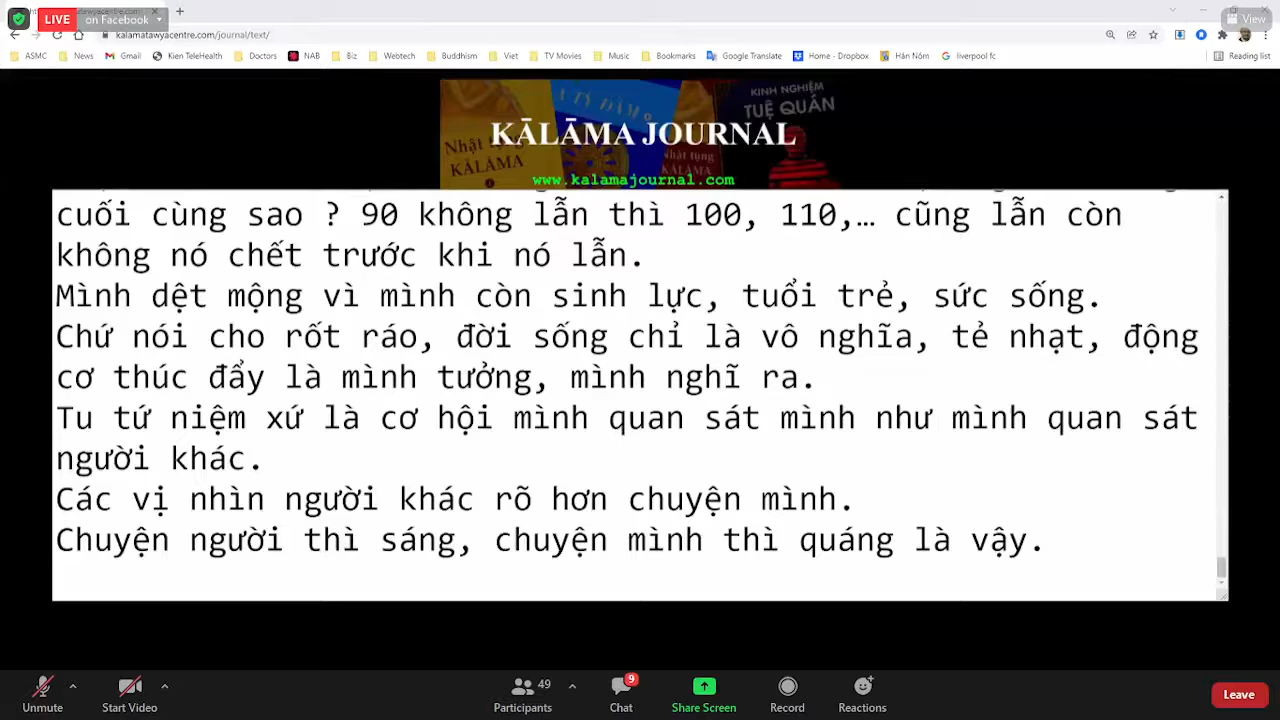 LIVE on Facebook
View
kalamatawyacentre.com/journal/text/
ASMC News Gmail Kien TeleHealth Doctors NAB Biz Webtech Buddhism Viet TV Movies Music Bookmarks Google Translate Home - Dropbox Hán Nôm liverpool fc Reading list
KINH NGHIỆM
TUỆ QUÁN
KĀLĀMA JOURNAL
Nhật tụng
KĀLĀMA
Nhật tụng
www.kalamajournal.com
cuối cùng sao ? 90 không lẫn thì 100, 110,… cũng lẫn còn
không nó chết trước khi nó lẫn.
Mình dệt mộng vì mình còn sinh lực, tuổi trẻ, sức sống.
Chứ nói cho rốt ráo, đời sống chỉ là vô nghĩa, tẻ nhạt, động
cơ thúc đẩy là mình tưởng, mình nghĩ ra.
Tu tứ niệm xứ là cơ hội mình quan sát mình như mình quan sát
người khác.
Các vị nhìn người khác rõ hơn chuyện mình.
Chuyện người thì sáng, chuyện mình thì quáng là vậy.
49 9
Unmute Start Video Participants Chat Share Screen Record Reactions Leave